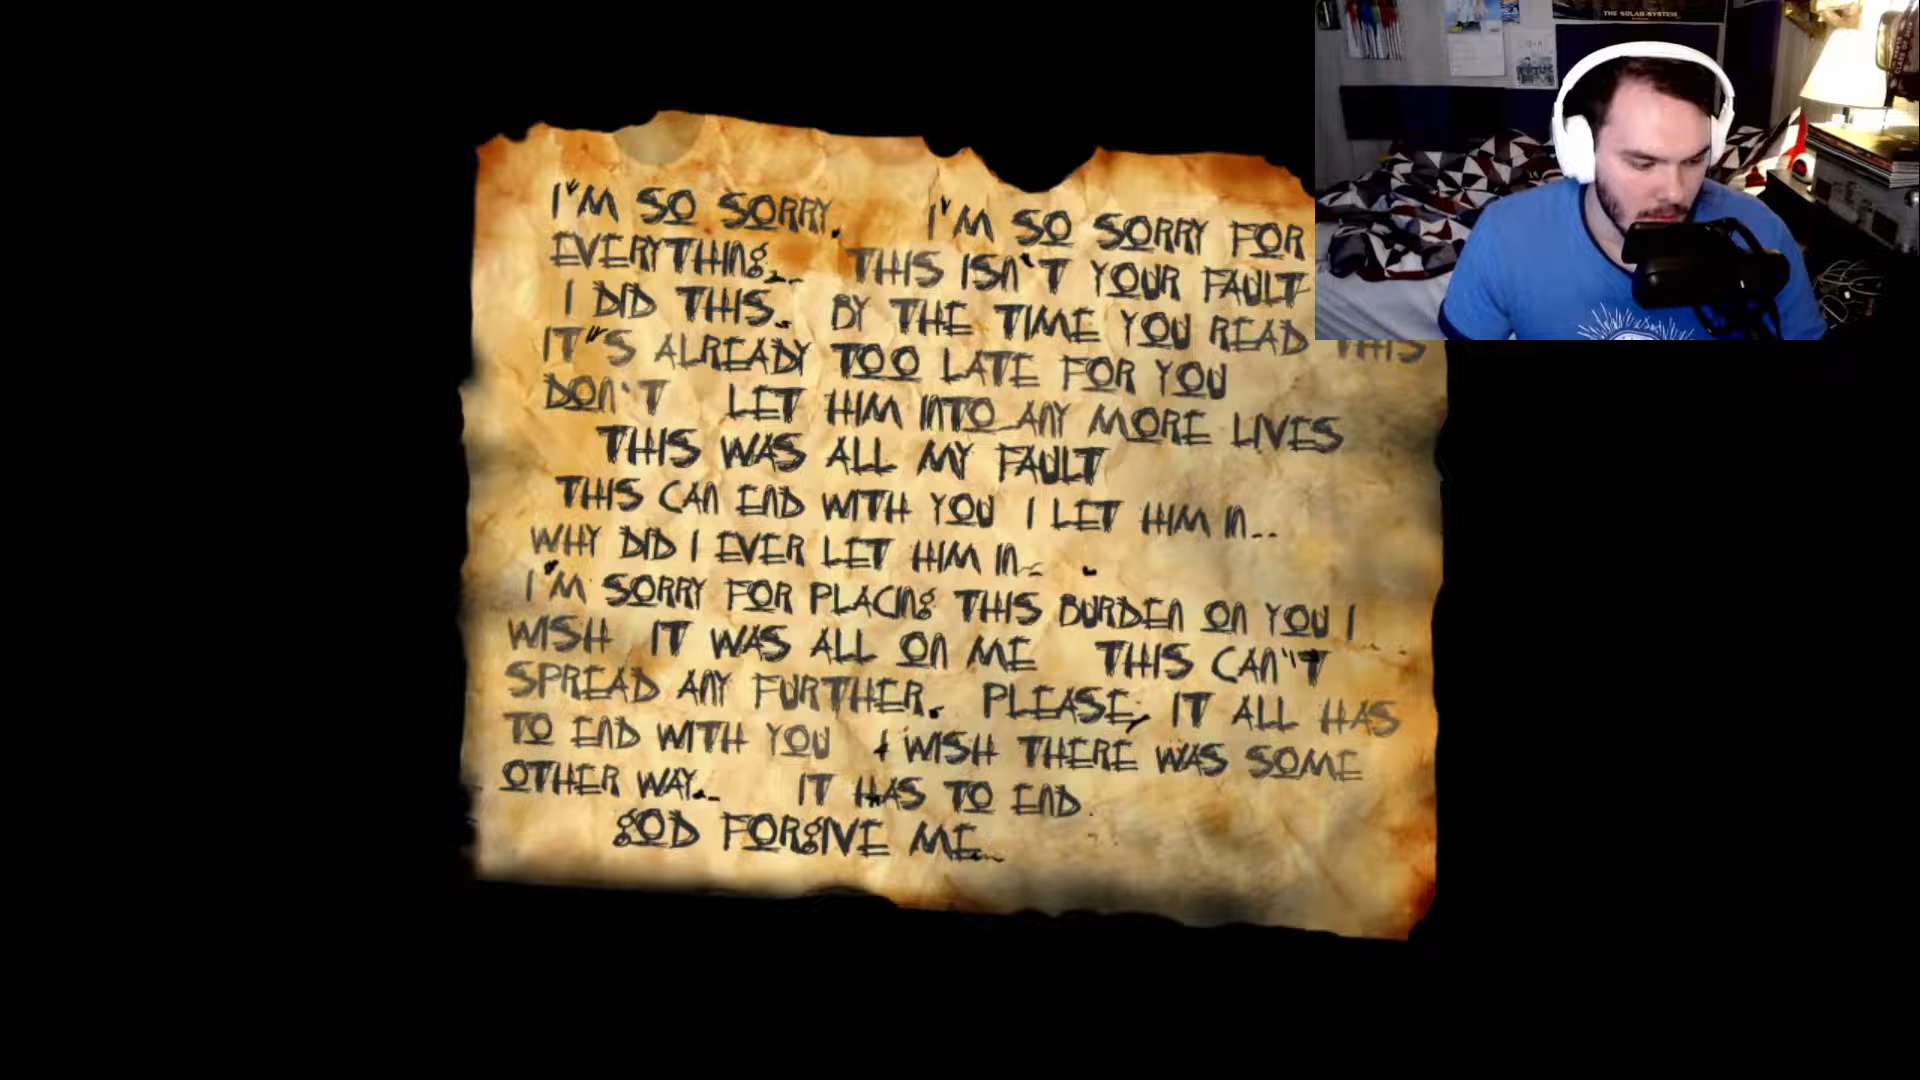 THE SOLAR SYSTEM
I'M SO SORRY. I'M SO SORRY FOR
EVERYTHING... THIS ISN'T YOUR FAULT
I DID THIS.. BY THE TIME YOU READ THIS
IT"S ALREADY TOO LATE FOR YOU
DON'T LET HIM INTO ANY MORE LIVES
THIS WAS ALL MY FAULT
THIS CAN END WITH YOU I LET HIM IN...
WHY DID I EVER LET HIM IN...
I'M SORRY FOR PLACING THIS BURDEN ON YOU I
WISH IT WAS ALL ON ME THIS CAN'T
SPREAD ANY FURTHER. PLEASE, IT ALL HAS
TO END WITH YOU I WISH THERE WAS SOME
OTHER WAY... IT HAS TO END.
GOD FORGIVE ME...